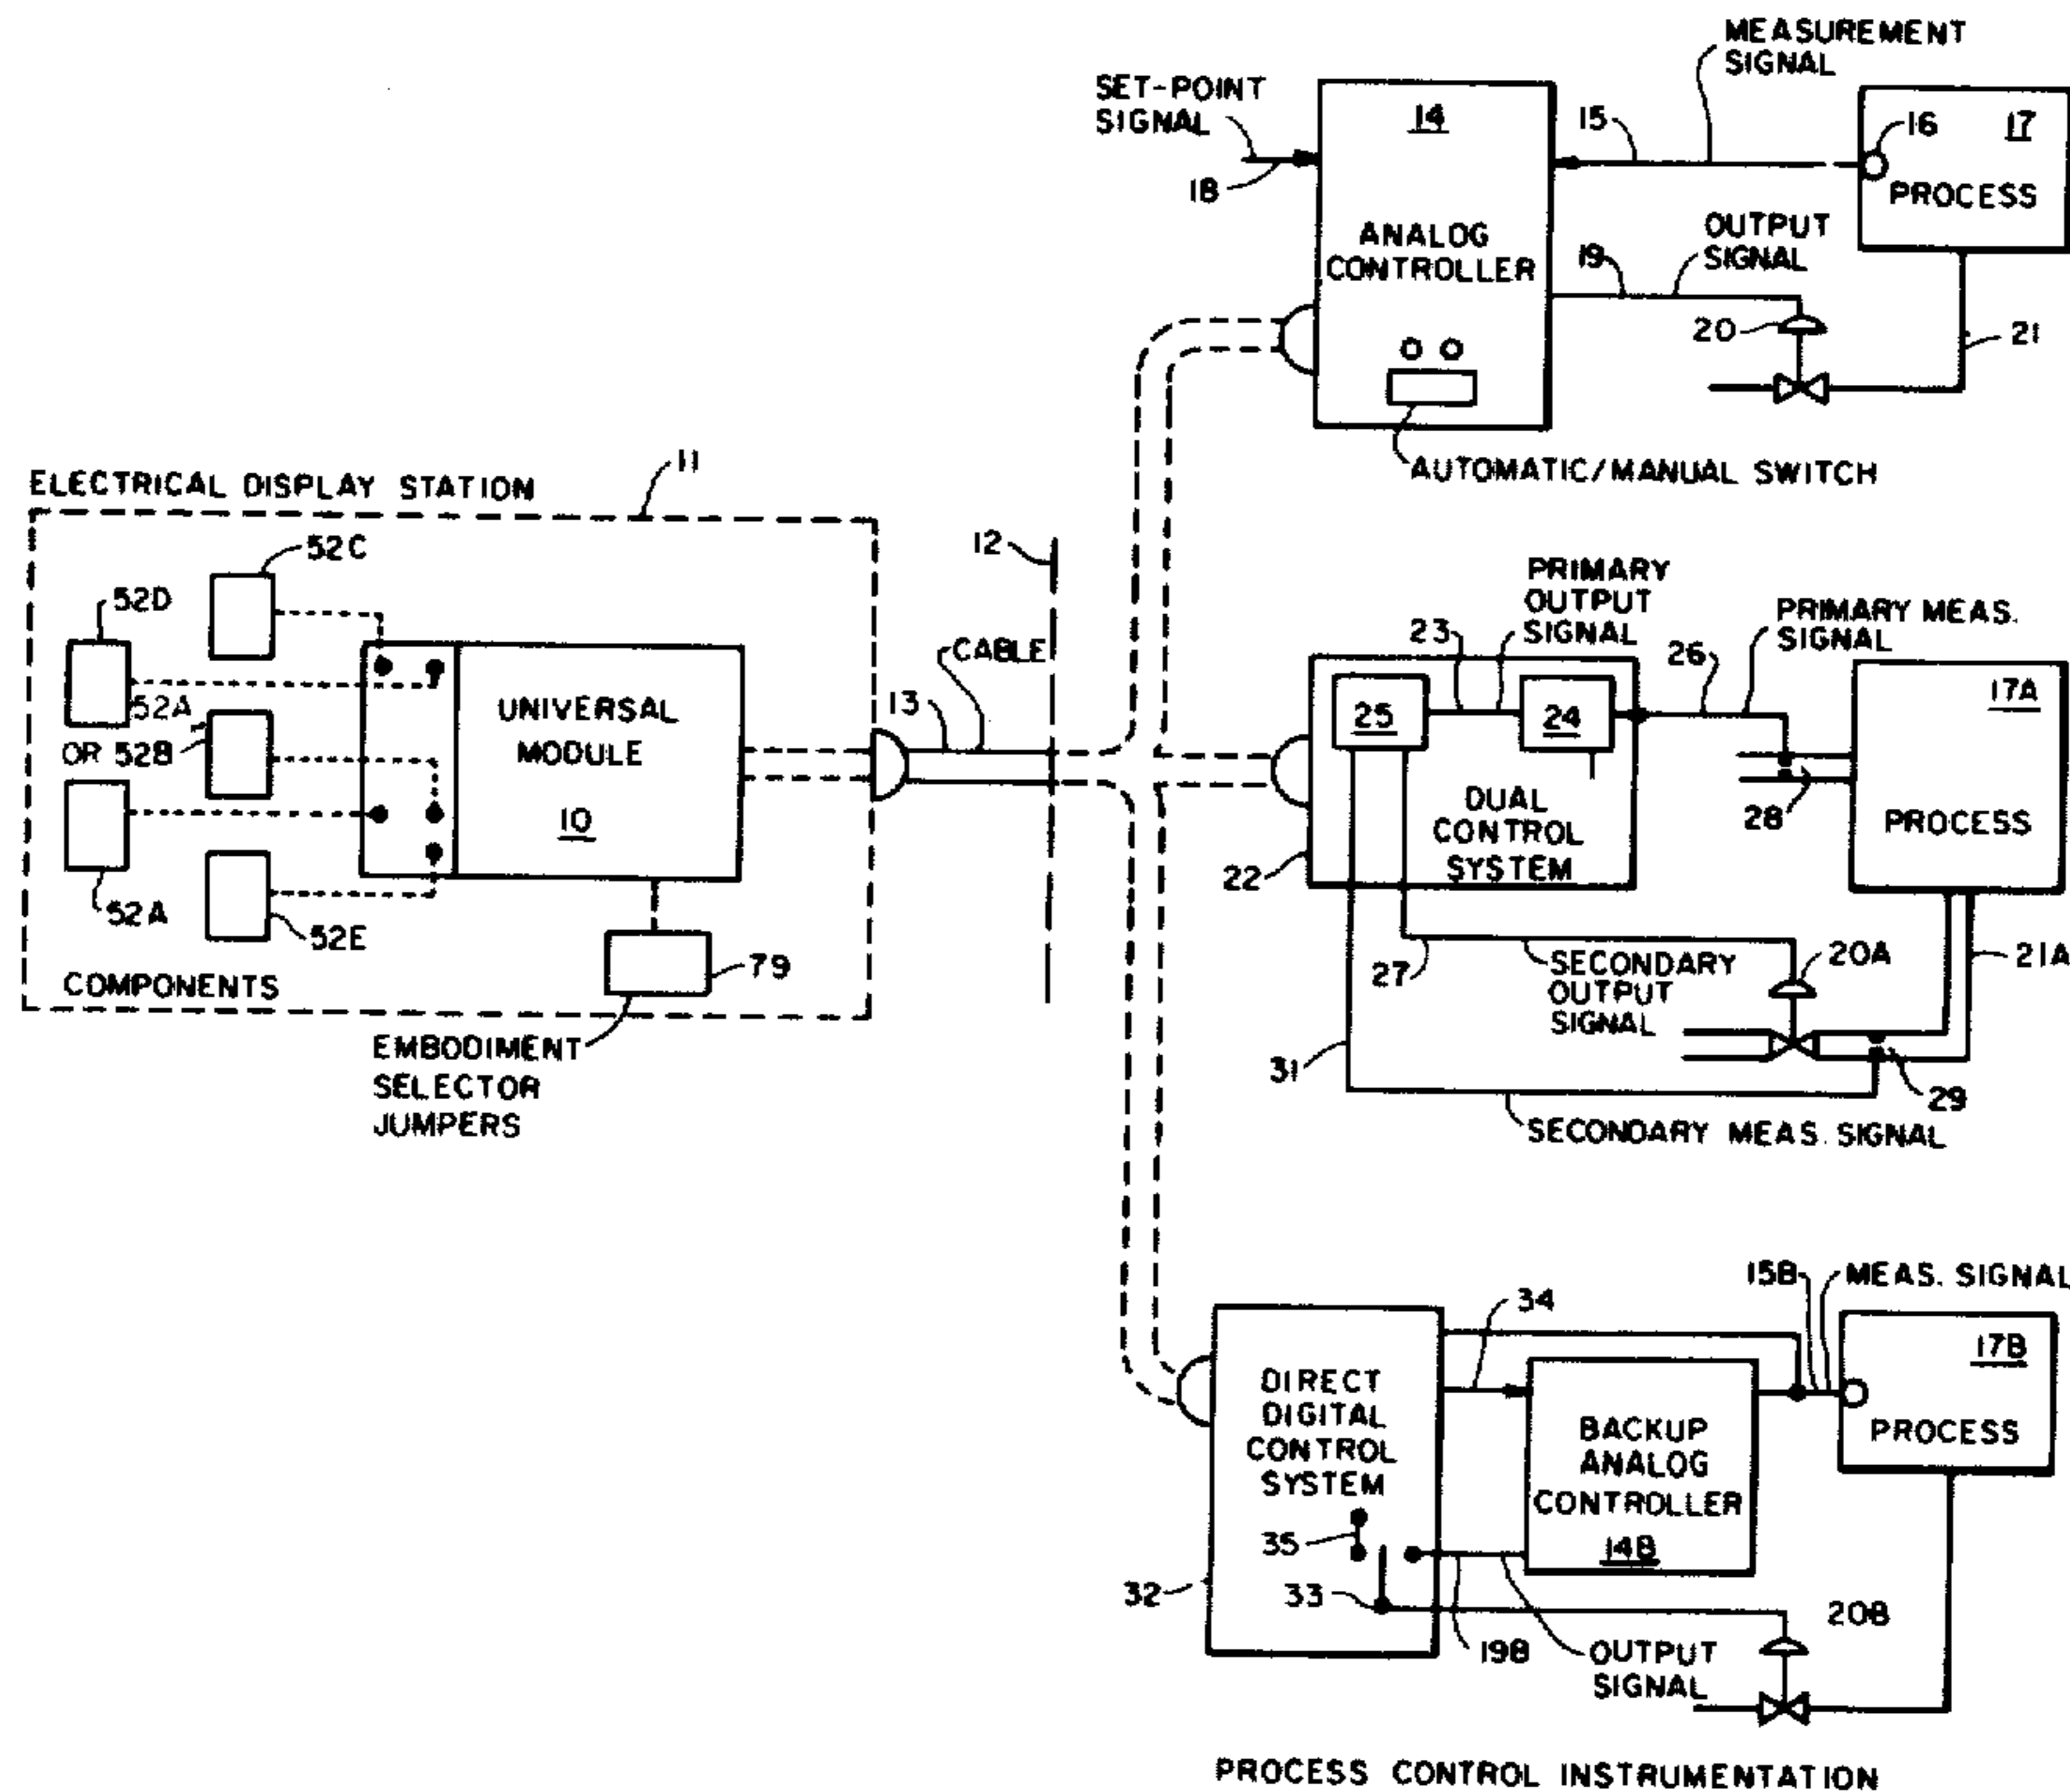 MEASUREMENT
SIGNAL
SET-POINT
SIGNAL
14
15
16
17
18
PROCESS
ANALOG
CONTROLLER
OUTPUT
SIGNAL
19
20
21
AUTOMATIC/MANUAL SWITCH
11
ELECTRICAL DISPLAY STATION
52C
52D
52A
OR 52B
52A
52E
UNIVERSAL
MODULE
10
COMPONENTS
79
EMBODIMENT
SELECTOR
JUMPERS
12
13
CABLE
PRIMARY
OUTPUT
SIGNAL
23
26
PRIMARY MEAS.
SIGNAL
25
24
17A
DUAL
CONTROL
SYSTEM
22
28
PROCESS
27
SECONDARY
OUTPUT
SIGNAL
20A
21A
31
29
SECONDARY MEAS. SIGNAL
15B
MEAS. SIGNAL
34
17B
DIRECT
DIGITAL
CONTROL
SYSTEM
BACKUP
ANALOG
CONTROLLER
14B
PROCESS
35
32
33
20B
19B
OUTPUT
SIGNAL
PROCESS CONTROL INSTRUMENTATION